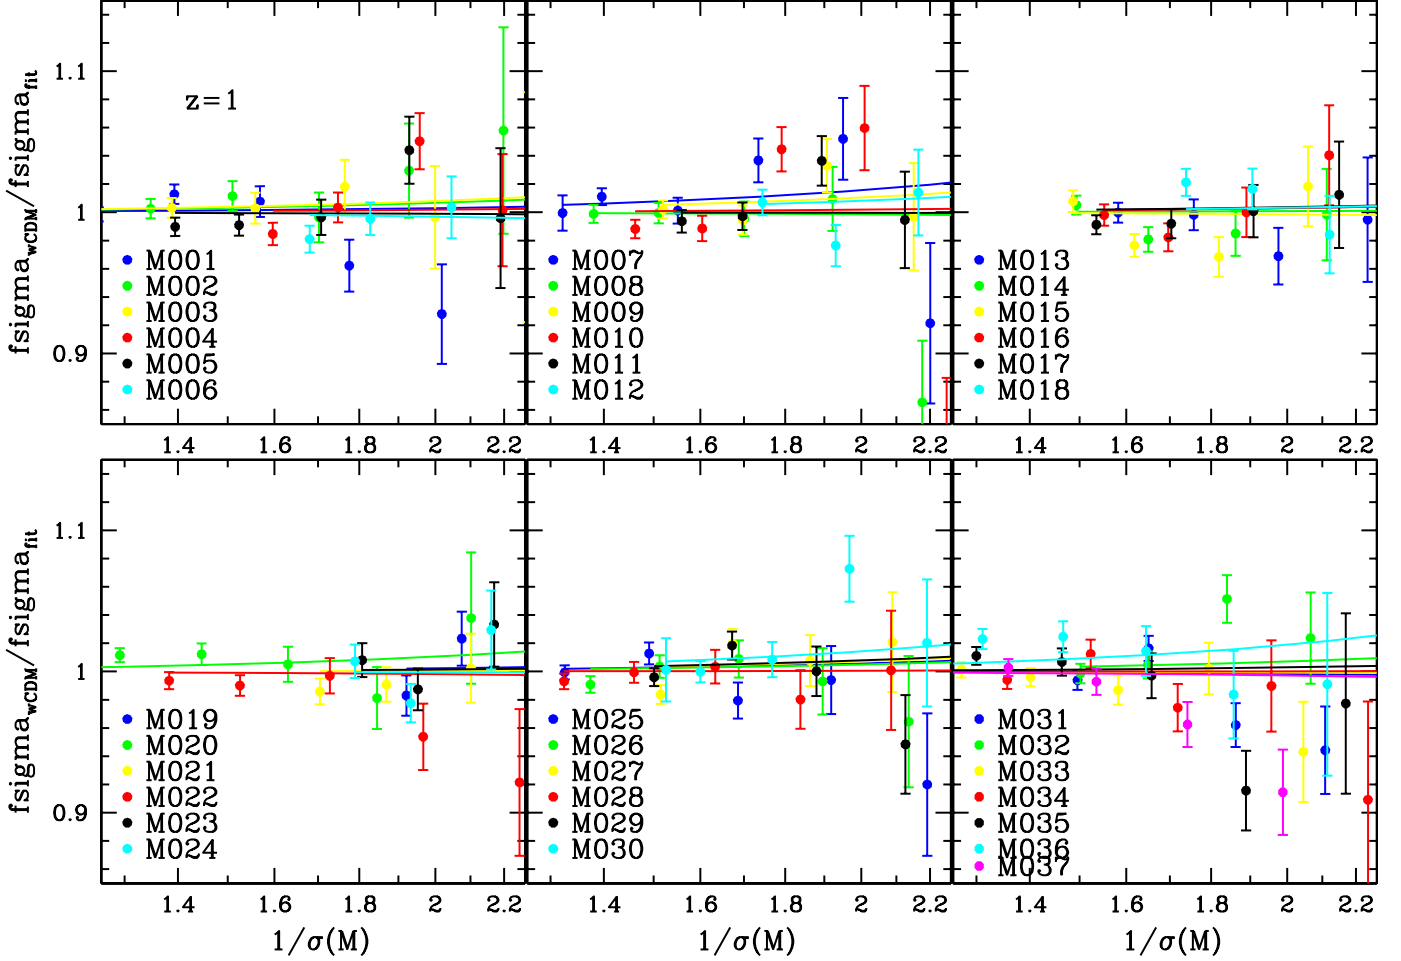 fsigma_wCDM/fsigma_fit
1.1
1
0.9
z=1
M001
M002
M003
M004
M005
M006
1.4 1.6 1.8 2 2.2
M007
M008
M009
M010
M011
M012
1.4 1.6 1.8 2 2.2
M013
M014
M015
M016
M017
M018
1.4 1.6 1.8 2 2.2
fsigma_wCDM/fsigma_fit
1.1
1
0.9
M019
M020
M021
M022
M023
M024
1.4 1.6 1.8 2 2.2
1/σ(M)
M025
M026
M027
M028
M029
M030
1.4 1.6 1.8 2 2.2
1/σ(M)
M031
M032
M033
M034
M035
M036
M037
1.4 1.6 1.8 2 2.2
1/σ(M)